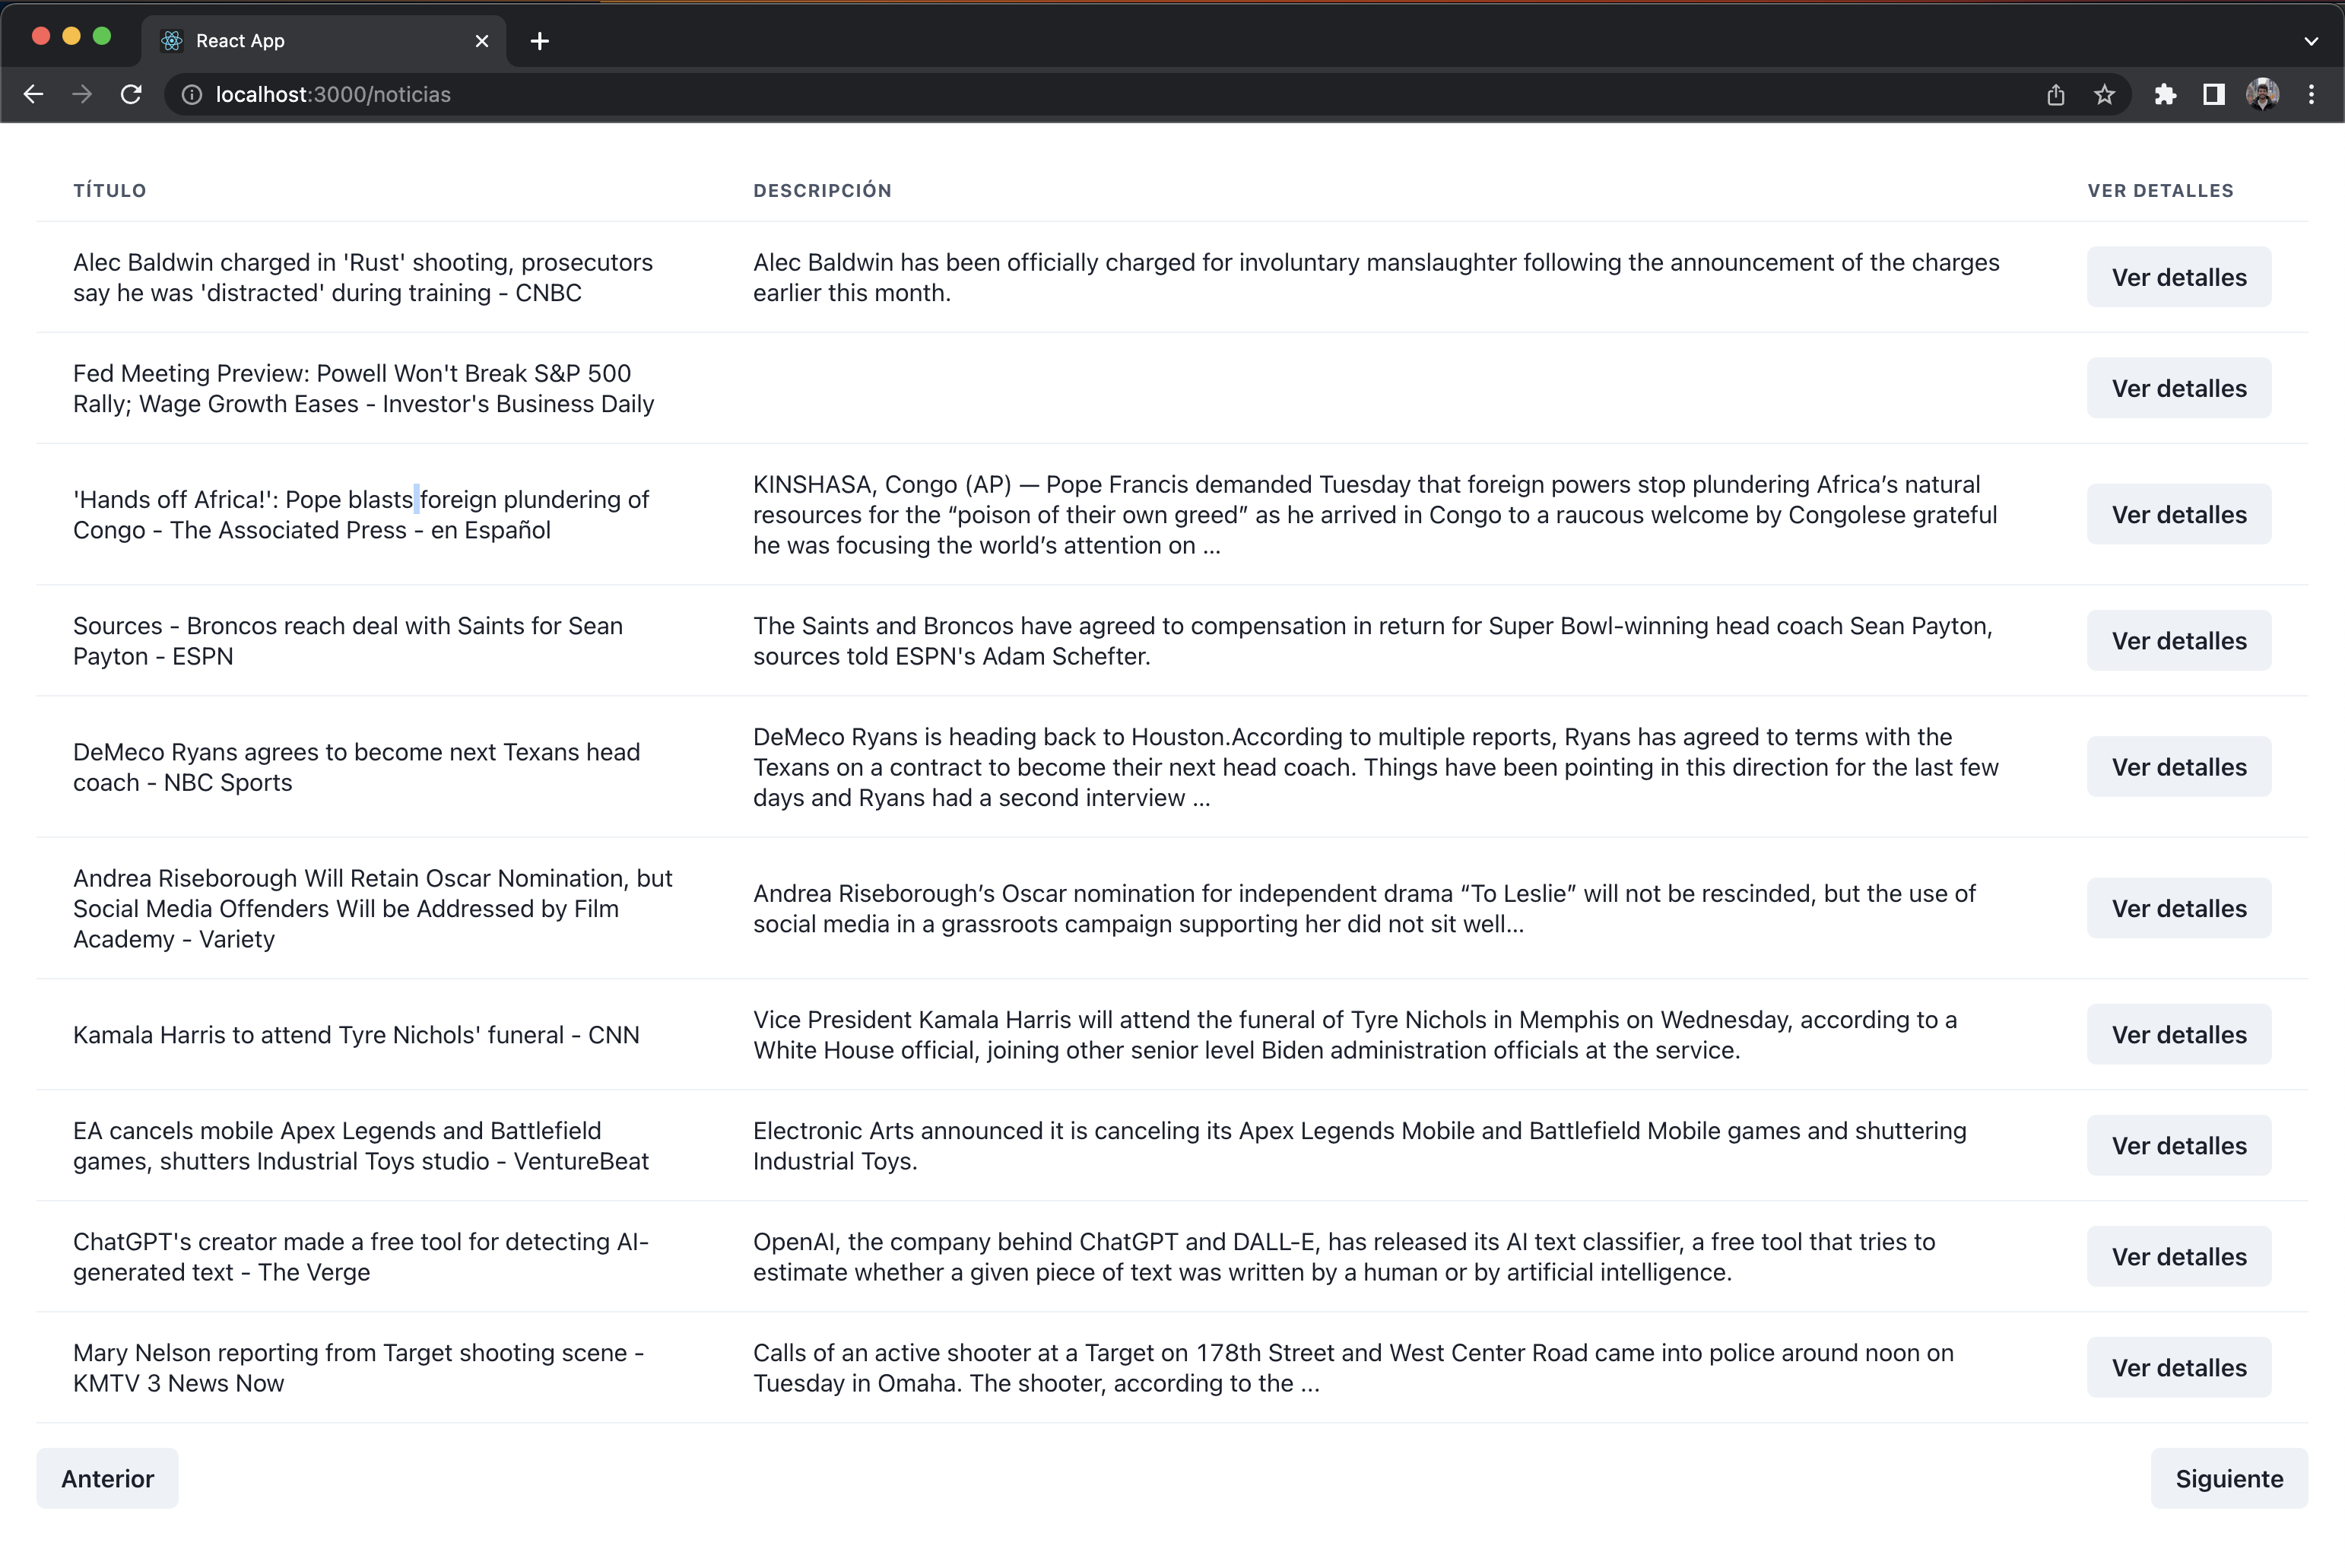 React App
localhost:3000/noticias
TÍTULO DESCRIPCIÓN VER DETALLES
Alec Baldwin charged in 'Rust' shooting, prosecutors
say he was 'distracted' during training - CNBC
Alec Baldwin has been officially charged for involuntary manslaughter following the announcement of the charges
earlier this month.
Ver detalles
Fed Meeting Preview: Powell Won't Break S&P 500
Rally; Wage Growth Eases - Investor's Business Daily
Ver detalles
'Hands off Africa!': Pope blasts foreign plundering of
Congo - The Associated Press - en Español
KINSHASA, Congo (AP) — Pope Francis demanded Tuesday that foreign powers stop plundering Africa’s natural
resources for the “poison of their own greed” as he arrived in Congo to a raucous welcome by Congolese grateful
he was focusing the world’s attention on ...
Ver detalles
Sources - Broncos reach deal with Saints for Sean
Payton - ESPN
The Saints and Broncos have agreed to compensation in return for Super Bowl-winning head coach Sean Payton,
sources told ESPN's Adam Schefter.
Ver detalles
DeMeco Ryans agrees to become next Texans head
coach - NBC Sports
DeMeco Ryans is heading back to Houston.According to multiple reports, Ryans has agreed to terms with the
Texans on a contract to become their next head coach. Things have been pointing in this direction for the last few
days and Ryans had a second interview ...
Ver detalles
Andrea Riseborough Will Retain Oscar Nomination, but
Social Media Offenders Will be Addressed by Film
Academy - Variety
Andrea Riseborough’s Oscar nomination for independent drama “To Leslie” will not be rescinded, but the use of
social media in a grassroots campaign supporting her did not sit well…
Ver detalles
Kamala Harris to attend Tyre Nichols' funeral - CNN
Vice President Kamala Harris will attend the funeral of Tyre Nichols in Memphis on Wednesday, according to a
White House official, joining other senior level Biden administration officials at the service.
Ver detalles
EA cancels mobile Apex Legends and Battlefield
games, shutters Industrial Toys studio - VentureBeat
Electronic Arts announced it is canceling its Apex Legends Mobile and Battlefield Mobile games and shuttering
Industrial Toys.
Ver detalles
ChatGPT's creator made a free tool for detecting AI-
generated text - The Verge
OpenAI, the company behind ChatGPT and DALL-E, has released its AI text classifier, a free tool that tries to
estimate whether a given piece of text was written by a human or by artificial intelligence.
Ver detalles
Mary Nelson reporting from Target shooting scene -
KMTV 3 News Now
Calls of an active shooter at a Target on 178th Street and West Center Road came into police around noon on
Tuesday in Omaha. The shooter, according to the ...
Ver detalles
Anterior Siguiente